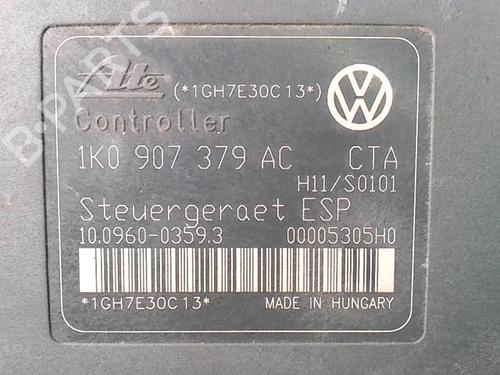 Ate (*1GH7E30C13*)
Controller
1K0 907 379 AC CTA
H11/S0101
Steuergeraet ESP
10.0960-0359.3 00005305H0
*1GH7E30C13* MADE IN HUNGARY
B-PARTS